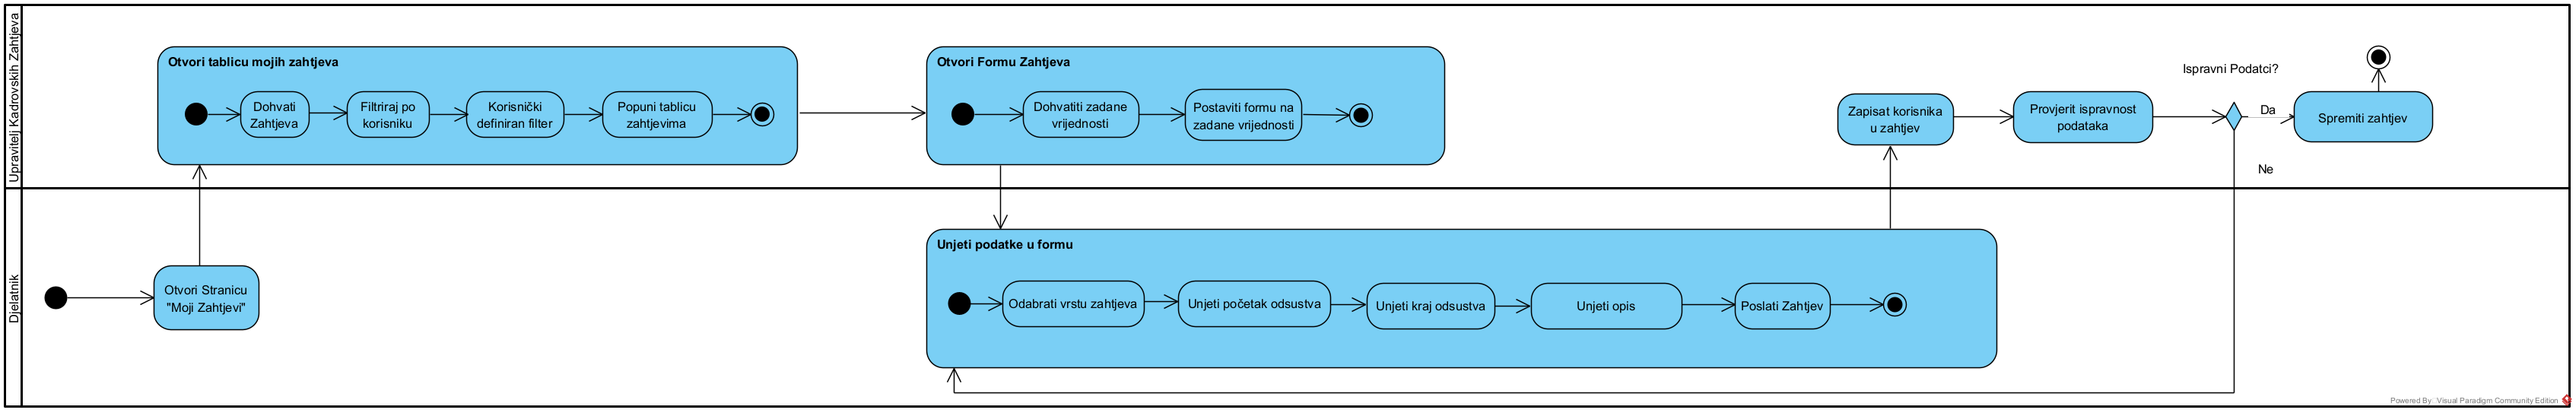 Upravitelj Kadrovskih Zahtjeva
Otvori tablicu mojih zahtjeva
Dohvati
Zahtjeva
Filtriraj po
korisniku
Korisnički
definiran filter
Popuni tablicu
zahtjevima
Otvori Formu Zahtjeva
Dohvatiti zadane
vrijednosti
Postaviti formu na
zadane vrijednosti
Zapisat korisnika
u zahtjev
Provjerit ispravnost
podataka
Ispravni Podatci?
Da
Ne
Spremiti zahtjev
Djelatnik
Otvori Stranicu
"Moji Zahtjevi"
Unjeti podatke u formu
Odabrati vrstu zahtjeva
Unjeti početak odsustva
Unjeti kraj odsustva
Unjeti opis
Poslati Zahtjev
Powered By: Visual Paradigm Community Edition